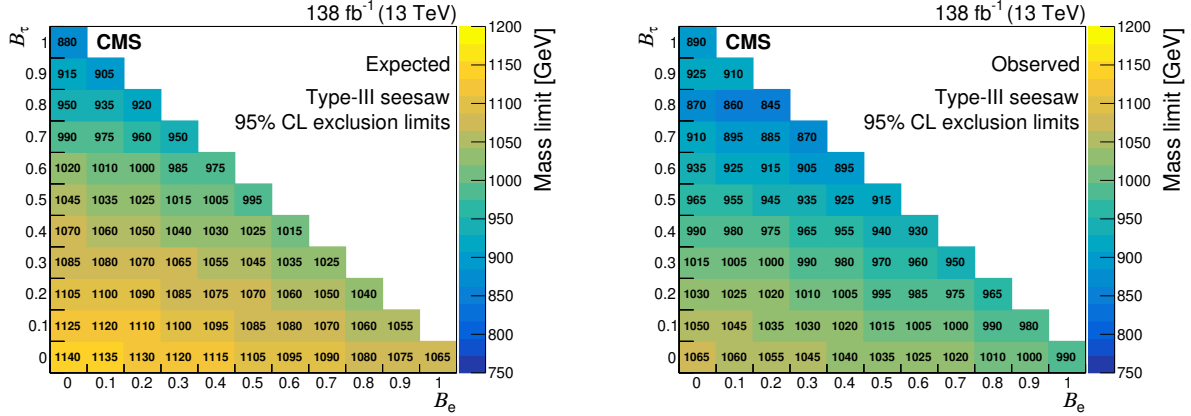 138 fb⁻¹ (13 TeV)
CMS
Expected
Type-III seesaw
95% CL exclusion limits
Bτ
1 880
0.9 915 905
0.8 950 935 920
0.7 990 975 960 950
0.6 1020 1010 1000 985 975
0.5 1045 1035 1025 1015 1005 995
0.4 1070 1060 1050 1040 1030 1025 1015
0.3 1085 1080 1070 1065 1055 1045 1035 1025
0.2 1105 1100 1090 1085 1075 1070 1060 1050 1040
0.1 1125 1120 1110 1100 1095 1085 1080 1070 1060 1055
0 1140 1135 1130 1120 1115 1105 1095 1090 1080 1075 1065
0 0.1 0.2 0.3 0.4 0.5 0.6 0.7 0.8 0.9 1
Be
1200
1150
1100
1050
1000
950
900
850
800
750
Mass limit [GeV]
138 fb⁻¹ (13 TeV)
CMS
Observed
Type-III seesaw
95% CL exclusion limits
Bτ
1 890
0.9 925 910
0.8 870 860 845
0.7 910 895 885 870
0.6 935 925 915 905 895
0.5 965 955 945 935 925 915
0.4 990 980 975 965 955 940 930
0.3 1015 1005 1000 990 980 970 960 950
0.2 1030 1025 1020 1010 1005 995 985 975 965
0.1 1050 1045 1035 1030 1020 1015 1005 1000 990 980
0 1065 1060 1055 1045 1040 1035 1025 1020 1010 1000 990
0 0.1 0.2 0.3 0.4 0.5 0.6 0.7 0.8 0.9 1
Be
1200
1150
1100
1050
1000
950
900
850
800
750
Mass limit [GeV]